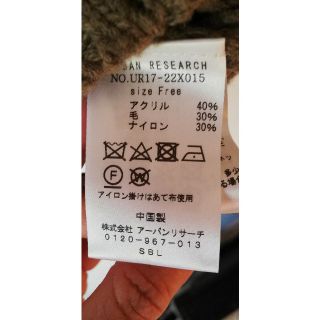 BAN RESEARCH
NO.UR17-22X015
size Free
アクリル 40%
毛 30%
ナイロン 30%
アイロン掛けはあて布使用
中国製
株式会社 アーバンリサーチ
0120-967-013
SBL